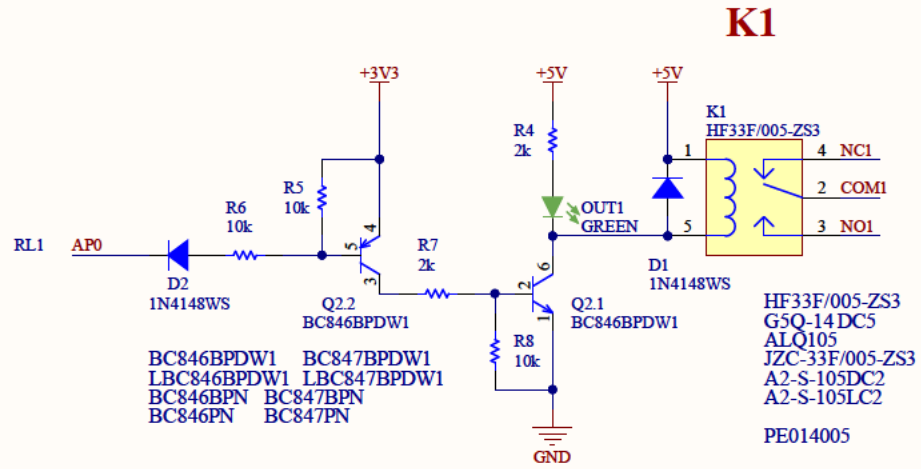 K1
+3V3
+5V
+5V
K1
HF33F/005-ZS3
R4
2k
1
4 NC1
R5
10k
2 COM1
R6
10k
4
OUT1
GREEN
5
3 NO1
RL1 AP0
5
R7
2k
6
D2
1N4148WS
3
2
D1
1N4148WS
Q2.2
BC846BPDW1
1
Q2.1
BC846BPDW1
R8
10k
BC846BPDW1 BC847BPDW1
LBC846BPDW1 LBC847BPDW1
BC846BPN BC847BPN
BC846PN BC847PN
HF33F/005-ZS3
G5Q-14 DC5
ALQ105
JZC-33F/005-ZS3
A2-S-105DC2
A2-S-105LC2
PE014005
GND